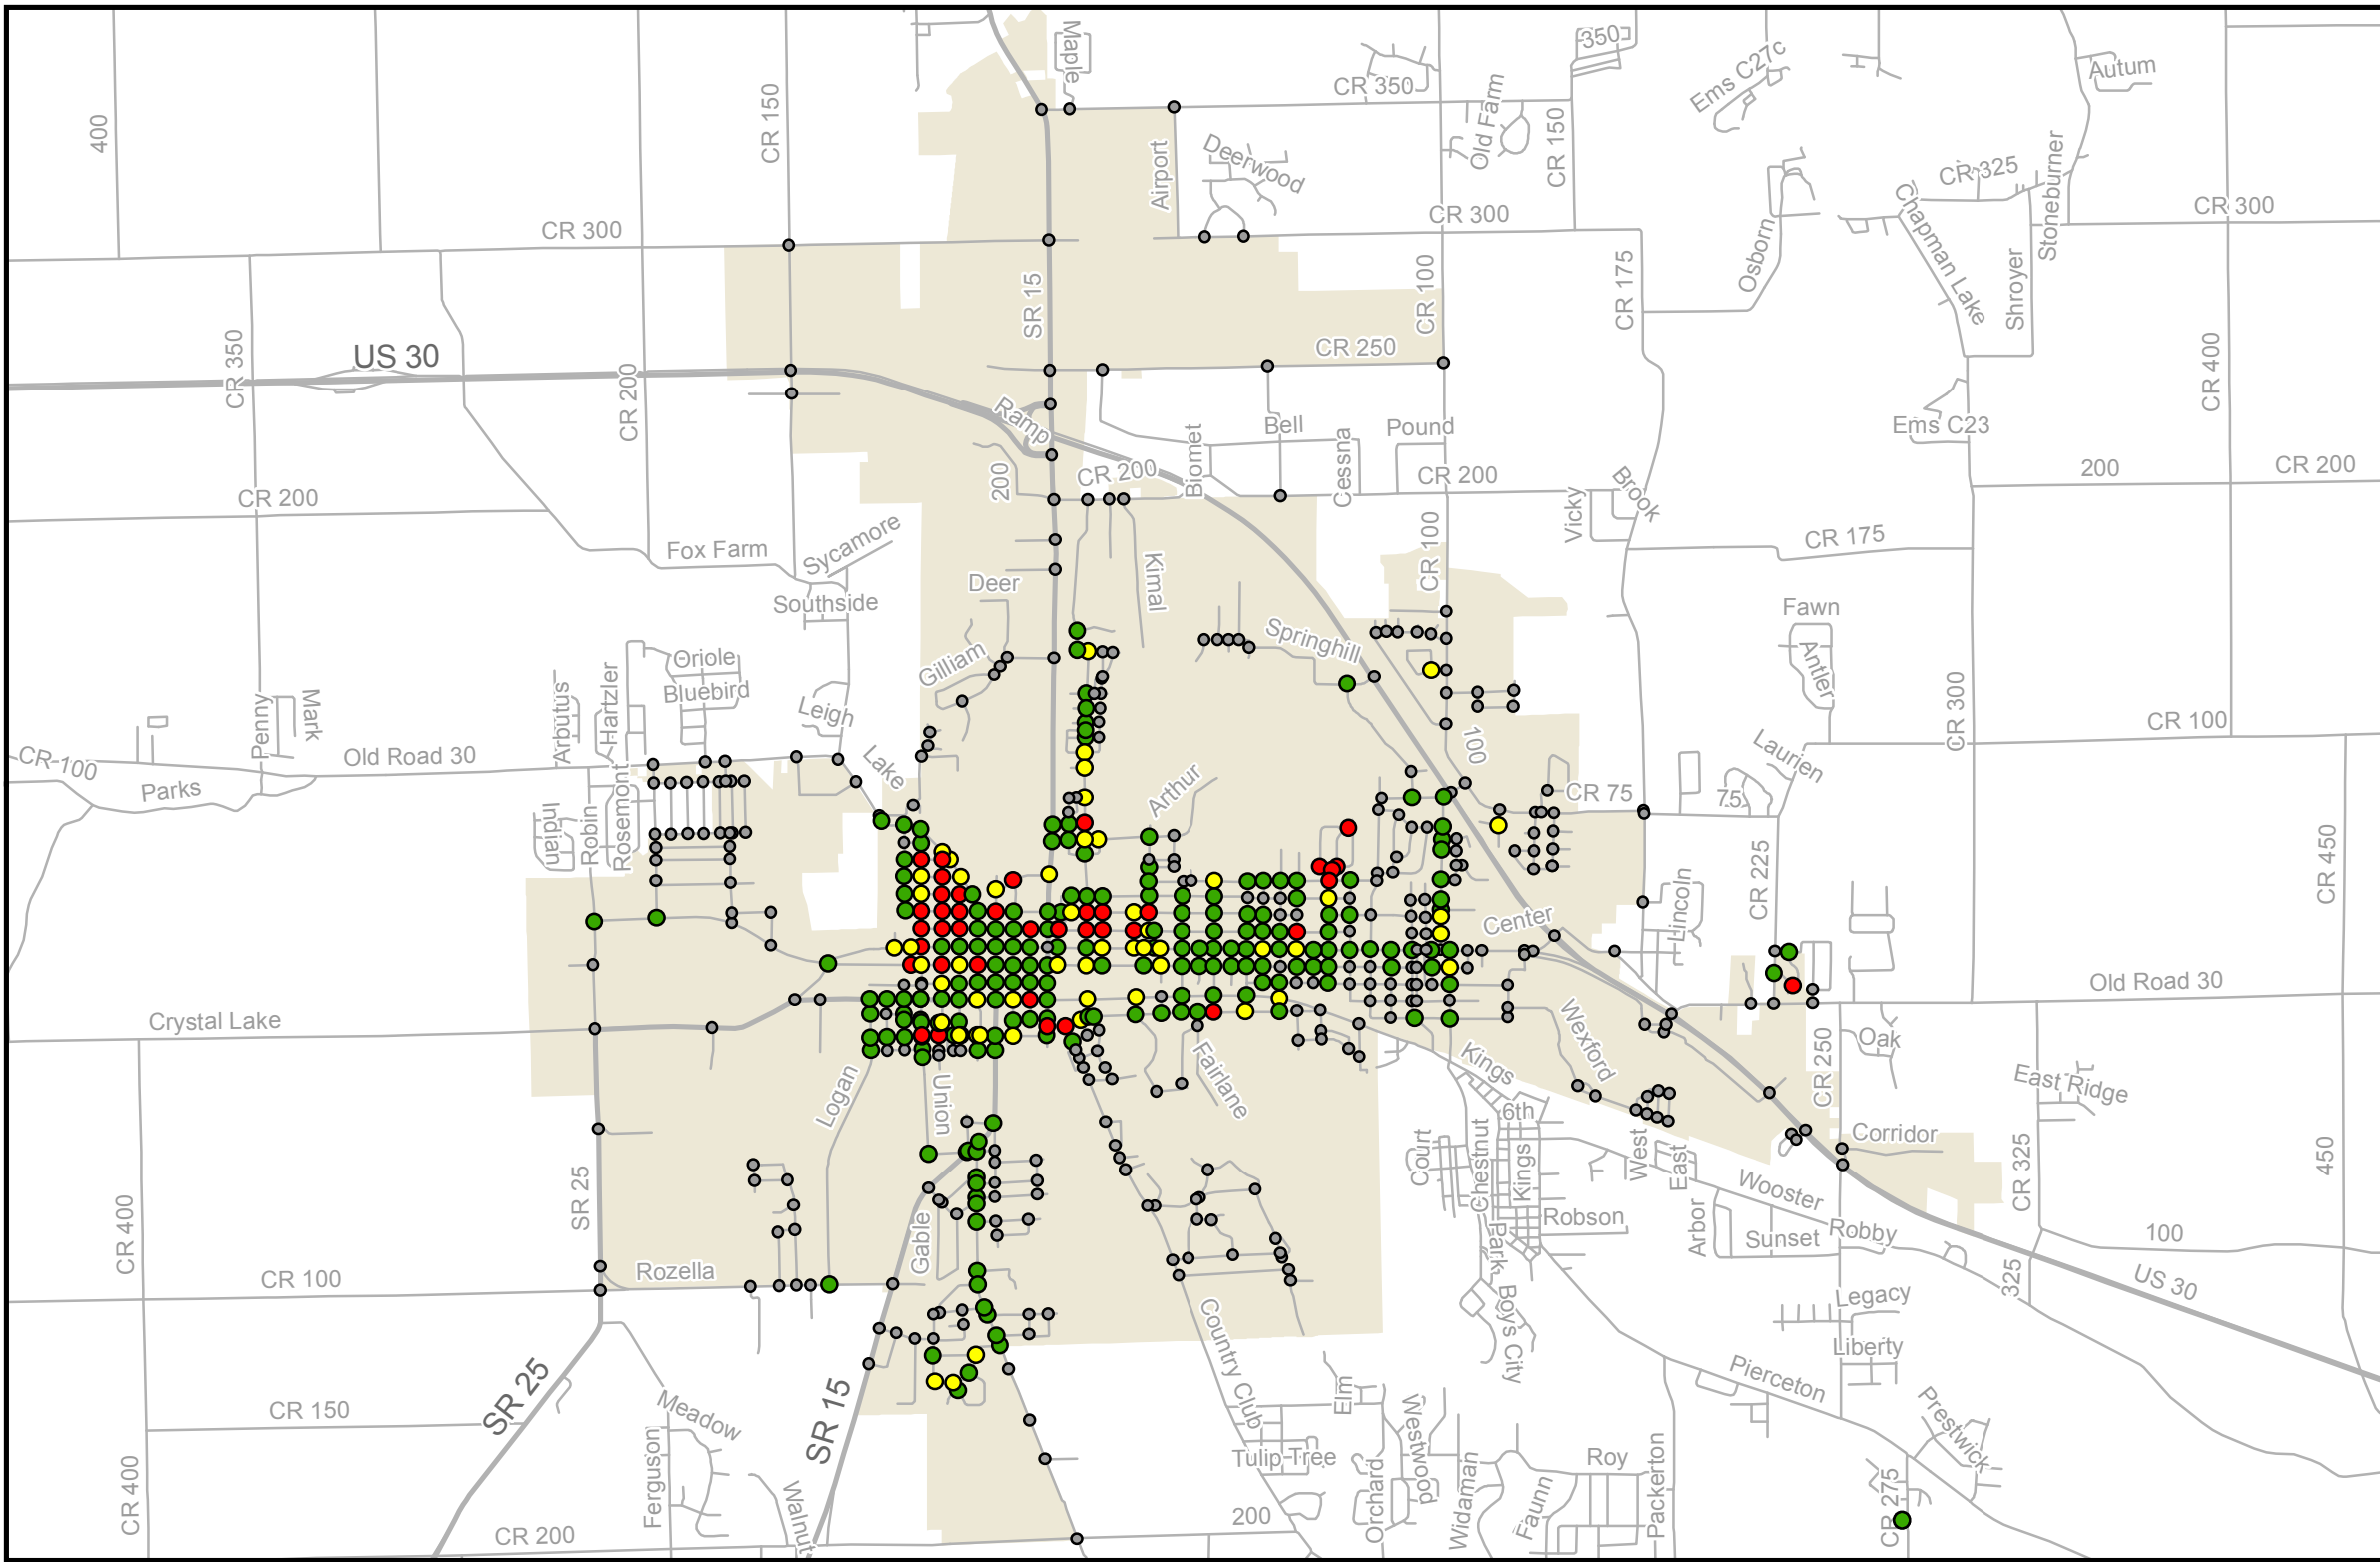 Maple
350
Ems C27c
Autum
400
CR 150
CR 350
Old Farm
CR 150
Airport
Deerwood
CR 325
Stoneburner
Chapman Lake
CR 300
CR 300
CR 300
Osborn
Shroyer
SR 15
CR 100
CR 175
CR 350
US 30
CR 200
CR 250
CR 400
Ramp
Bell
Pound
Ems C23
Biomet
Cessna
200
CR 200
CR 200
200
CR 200
CR 200
Vicky
Brook
CR 100
Fox Farm
Sycamore
CR 175
Deer
Kimal
Southside
Fawn
Gilliam
Springhill
Antler
Oriole
Bluebird
Hartzler
Arbutus
Leigh
Penny
Mark
CR 300
CR 100
CR 100
Old Road 30
Lake
100
Laurien
Parks
Arthur
CR 75
75
Indian
Robin
Rosemont
CR 225
CR 450
Center
Lincoln
Old Road 30
Crystal Lake
Wexford
Oak
CR 250
Kings
East Ridge
Logan
Union
Fairlane
6th
Corridor
Court
Chestnut
Kings
West
East
CR 325
450
SR 25
CR 400
Wooster
Gable
Robson
Arbor
Sunset
Robby
100
Park
Rozella
CR 100
325
US 30
Boys City
Legacy
Country Club
Liberty
Pierceton
SR 25
SR 15
CR 150
Meadow
Elm
Westwood
Prestwick
Ferguson
Tulip Tree
Roy
CR 400
Walnut
Orchard
Widaman
Faunn
Packerton
CR 275
200
CR 200